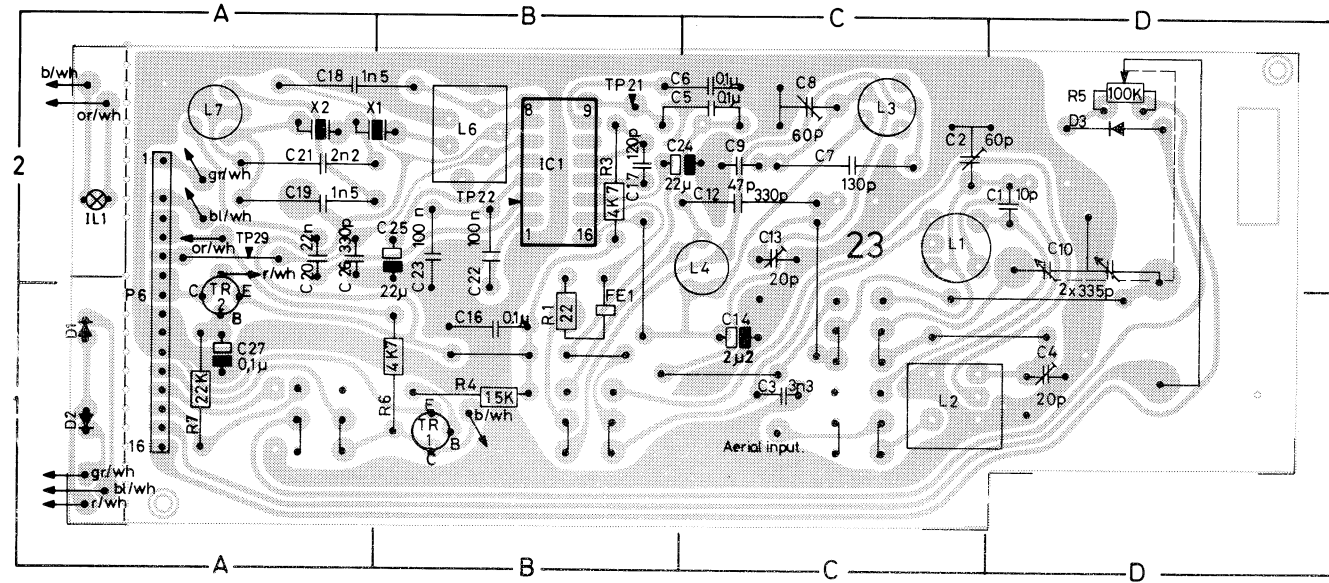 A B C D
2
b/wh
or/wh
C18 1n5
X2 X1
L7
L6
8 9
IC1
1 16
TP21
C6 0.1µ
C5 0.1µ
C8
60p
L3
R5
100K
D3
C2 60p
C21 2n2
C19 1n5
1
gr/wh
bl/wh
or/wh
IL1
TP22
R3
4K7
C17 120p
C24
22µ
C9
47p
C7
130p
C12 330p
C1 10p
TP29
C20 22n
C26 330p
C25
22µ
C23 100n
C22 100n
C13
20p
23
L1
L4
C10
2x335p
r/wh
P6
C TR 2 E
B
R1
22
FE1
D1
C27
0,1µ
C16 0.1µ
C14
2µ2
4K7
R6
C4
20p
22K
R7
R4
15K
b/wh
C3 3n3
L2
D2
16
E
TR 1 B
C
Aerial input.
gr/wh
bl/wh
r/wh
A B C D